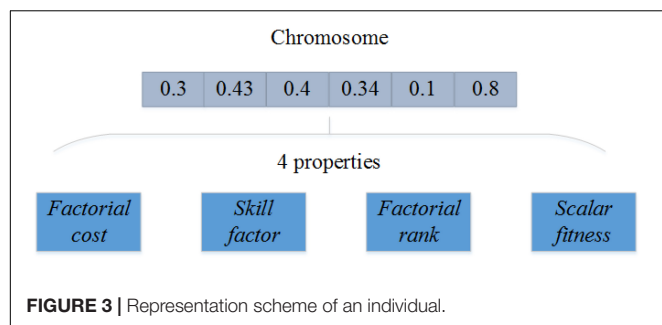 Chromosome
0.3 0.43 0.4 0.34 0.1 0.8
4 properties
Factorial cost
Skill factor
Factorial rank
Scalar fitness
FIGURE 3 | Representation scheme of an individual.